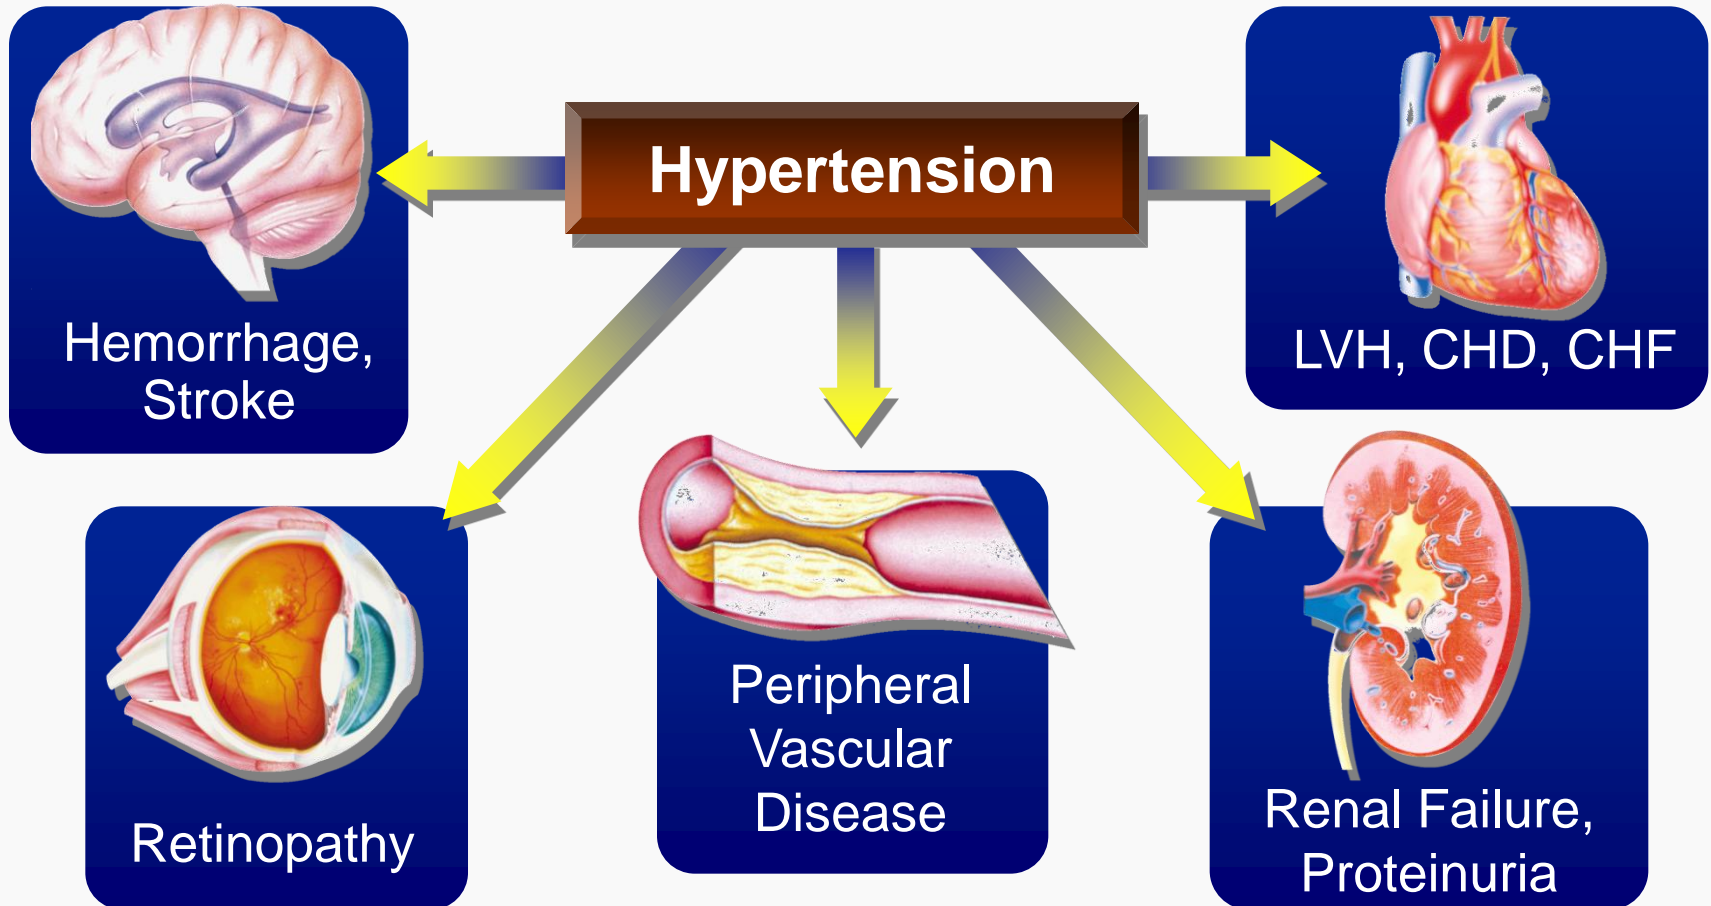 Hypertension
Hemorrhage,
Stroke
LVH, CHD, CHF
Retinopathy
Peripheral
Vascular
Disease
Renal Failure,
Proteinuria